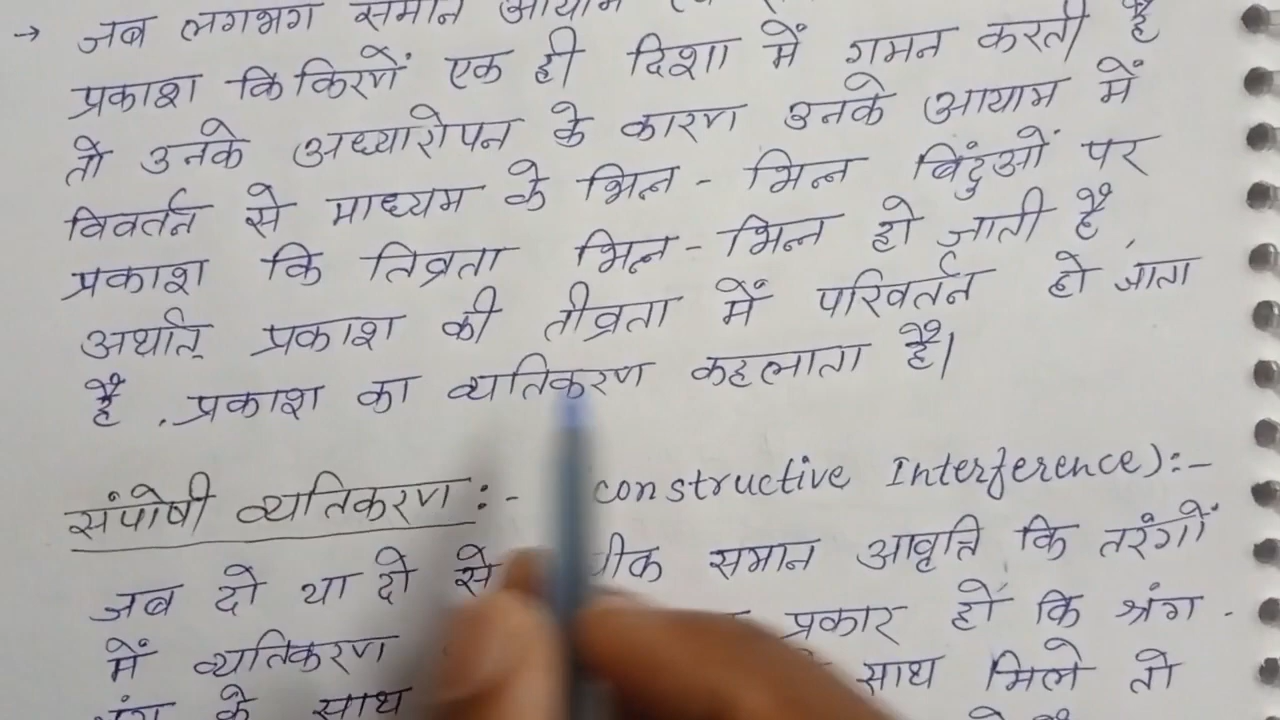 → जब लगभग समान आयाम
प्रकाश कि किरणें एक ही दिशा में गमन करती है
तो उनके अध्यारोपन के कारण उनके आयाम में
विवर्तन से माध्यम के भिन्न - भिन्न बिंदुओं पर
प्रकाश कि तिव्रता भिन्न - भिन्न हो जाती है,
अर्थात् प्रकाश की तीव्रता में परिवर्तन हो जाता
है . प्रकाश का व्यतिकरण कहलाता है।
संपोषी व्यतिकरण :- constructive Interference):-
जब दो या दो से समान आवृत्ति कि तरंगों
में व्यतिकरण प्रकार हों कि श्रंग -
के साथ साथ मिले तो